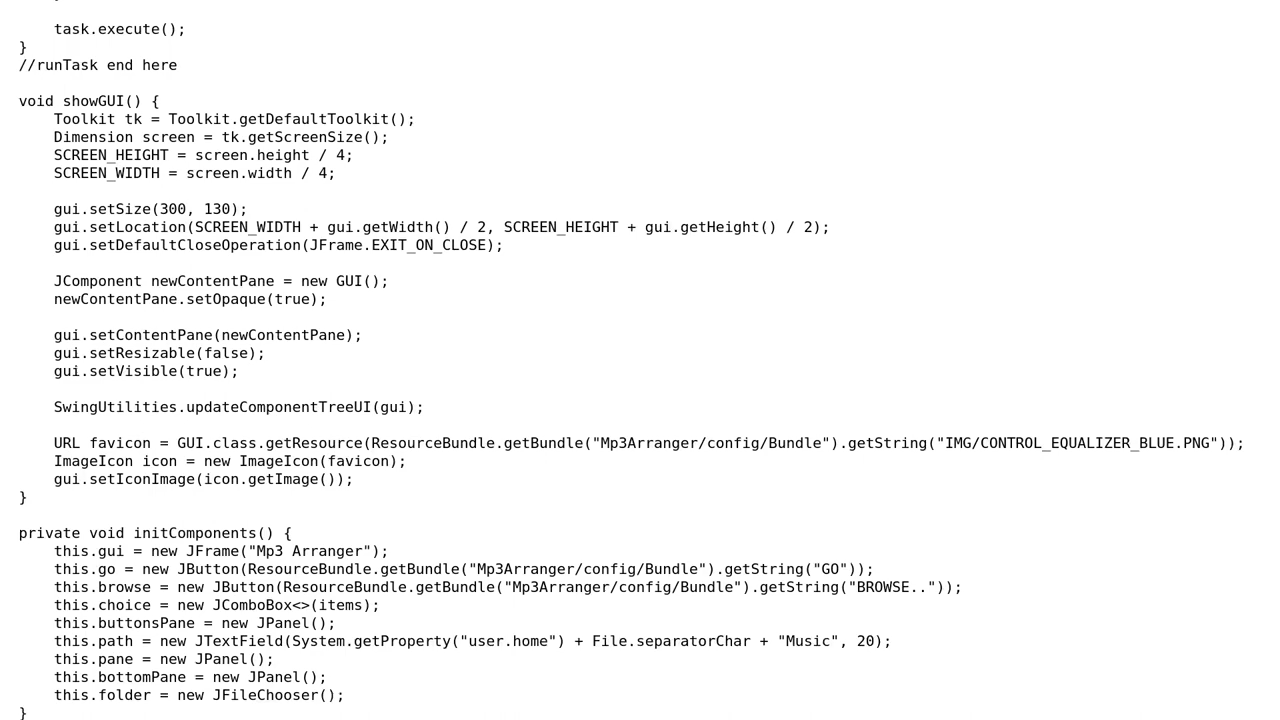 task.execute();
}
//runTask end here
void showGUI() {
Toolkit tk = Toolkit.getDefaultToolkit();
Dimension screen = tk.getScreenSize();
SCREEN_HEIGHT = screen.height / 4;
SCREEN_WIDTH = screen.width / 4;
gui.setSize(300, 130);
gui.setLocation(SCREEN_WIDTH + gui.getWidth() / 2, SCREEN_HEIGHT + gui.getHeight() / 2);
gui.setDefaultCloseOperation(JFrame.EXIT_ON_CLOSE);
JComponent newContentPane = new GUI();
newContentPane.setOpaque(true);
gui.setContentPane(newContentPane);
gui.setResizable(false);
gui.setVisible(true);
SwingUtilities.updateComponentTreeUI(gui);
URL favicon = GUI.class.getResource(ResourceBundle.getBundle("Mp3Arranger/config/Bundle").getString("IMG/CONTROL_EQUALIZER_BLUE.PNG"));
ImageIcon icon = new ImageIcon(favicon);
gui.setIconImage(icon.getImage());
}
private void initComponents() {
this.gui = new JFrame("Mp3 Arranger");
this.go = new JButton(ResourceBundle.getBundle("Mp3Arranger/config/Bundle").getString("GO"));
this.browse = new JButton(ResourceBundle.getBundle("Mp3Arranger/config/Bundle").getString("BROWSE.."));
this.choice = new JComboBox<>(items);
this.buttonsPane = new JPanel();
this.path = new JTextField(System.getProperty("user.home") + File.separatorChar + "Music", 20);
this.pane = new JPanel();
this.bottomPane = new JPanel();
this.folder = new JFileChooser();
}